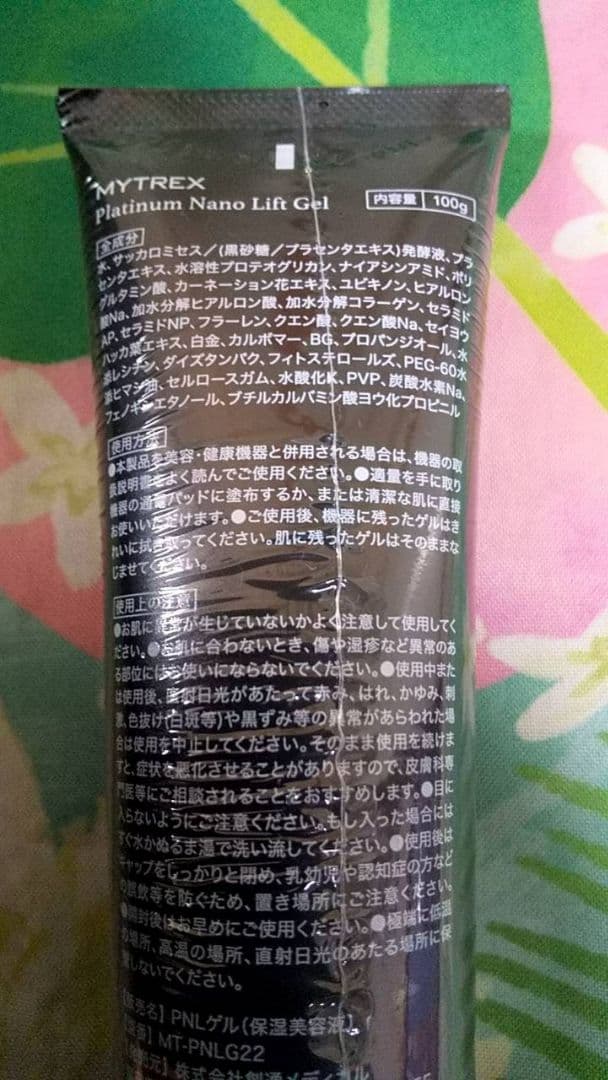 MYTREX
Platinum Nano Lift Gel
内容量 100g
全成分
水、サッカロミセス/(黒砂糖/プラセンタエキス)発酵液、プラ
センタエキス、水溶性プロテオグリカン、ナイアシンアミド、ポリ
グルタミン酸、カーネーション花エキス、ユビキノン、ヒアルロン
酸Na、加水分解ヒアルロン酸、加水分解コラーゲン、セラミド
AP、セラミドNP、フラーレン、クエン酸、クエン酸Na、セイヨウ
ハッカ葉エキス、白金、カルボマー、BG、プロパンジオール、水
添レシチン、ダイズタンパク、フィトステロールズ、PEG-60水
添ヒマシ油、セルロースガム、水酸化K、PVP、炭酸水素Na、
フェノキシエタノール、ブチルカルバミン酸ヨウ化プロピニル
使用方法
●本製品を美容・健康機器と併用される場合は、機器の取
扱説明書をよく読んでご使用ください。●適量を手に取り
機器の通電パッドに塗布するか、または清潔な肌に直接
お使いいただけます。●ご使用後、機器に残ったゲルはき
れいに拭き取ってください。肌に残ったゲルはそのままな
じませてください。
使用上の注意
●お肌に異常が生じていないかよく注意して使用してく
ださい。●お肌に合わないとき、傷や湿疹など異常のあ
る部位にはお使いにならないでください。●使用中また
は使用後、直射日光があたって赤み、はれ、かゆみ、刺
激、色抜け(白斑等)や黒ずみ等の異常があらわれた場
合は使用を中止してください。そのまま使用を続けま
すと、症状を悪化させることがありますので、皮膚科専
門医等にご相談されることをおすすめします。●目に
入らないようにご注意ください。もし入った場合には
すぐ水かぬるま湯で洗い流してください。●使用後は
キャップをしっかりと閉め、乳幼児や認知症の方など
の誤飲等を防ぐため、置き場所にご注意ください。
●開封後はお早めにご使用ください。●極端に低温
の場所、高温の場所、直射日光のあたる場所に保
管しないでください。
【販売名】PNLゲル(保湿美容液)
MT-PNLG22
株式会社創通メディカル